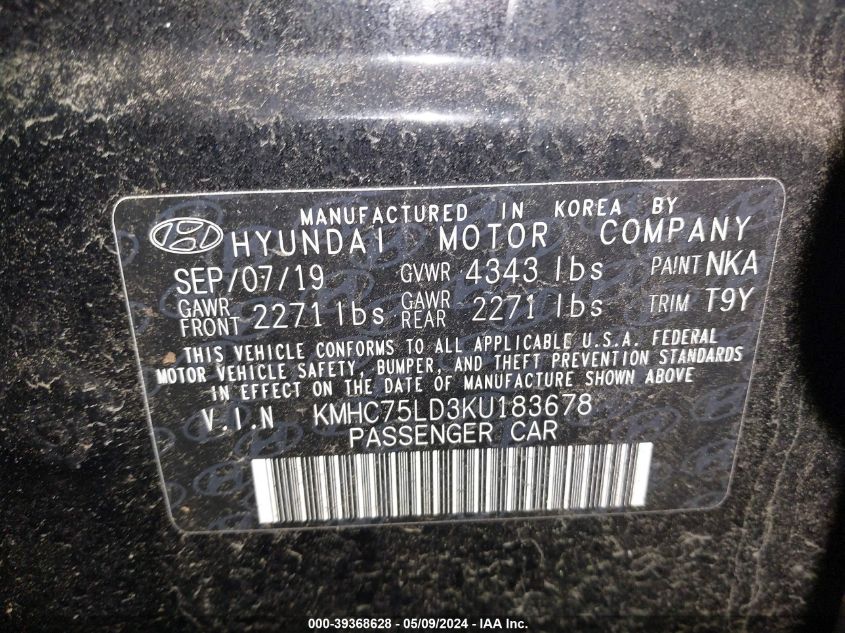 MANUFACTURED IN KOREA BY
HYUNDAI MOTOR COMPANY
SEP/07/19 GVWR 4343 lbs PAINT NKA
GAWR FRONT 2271 lbs GAWR REAR 2271 lbs TRIM T9Y
THIS VEHICLE CONFORMS TO ALL APPLICABLE U.S.A. FEDERAL
MOTOR VEHICLE SAFETY, BUMPER, AND THEFT PREVENTION STANDARDS
IN EFFECT ON THE DATE OF MANUFACTURE SHOWN ABOVE
V.I.N KMHC75LD3KU183678
PASSENGER CAR
000-39368628 - 05/09/2024 - IAA Inc.